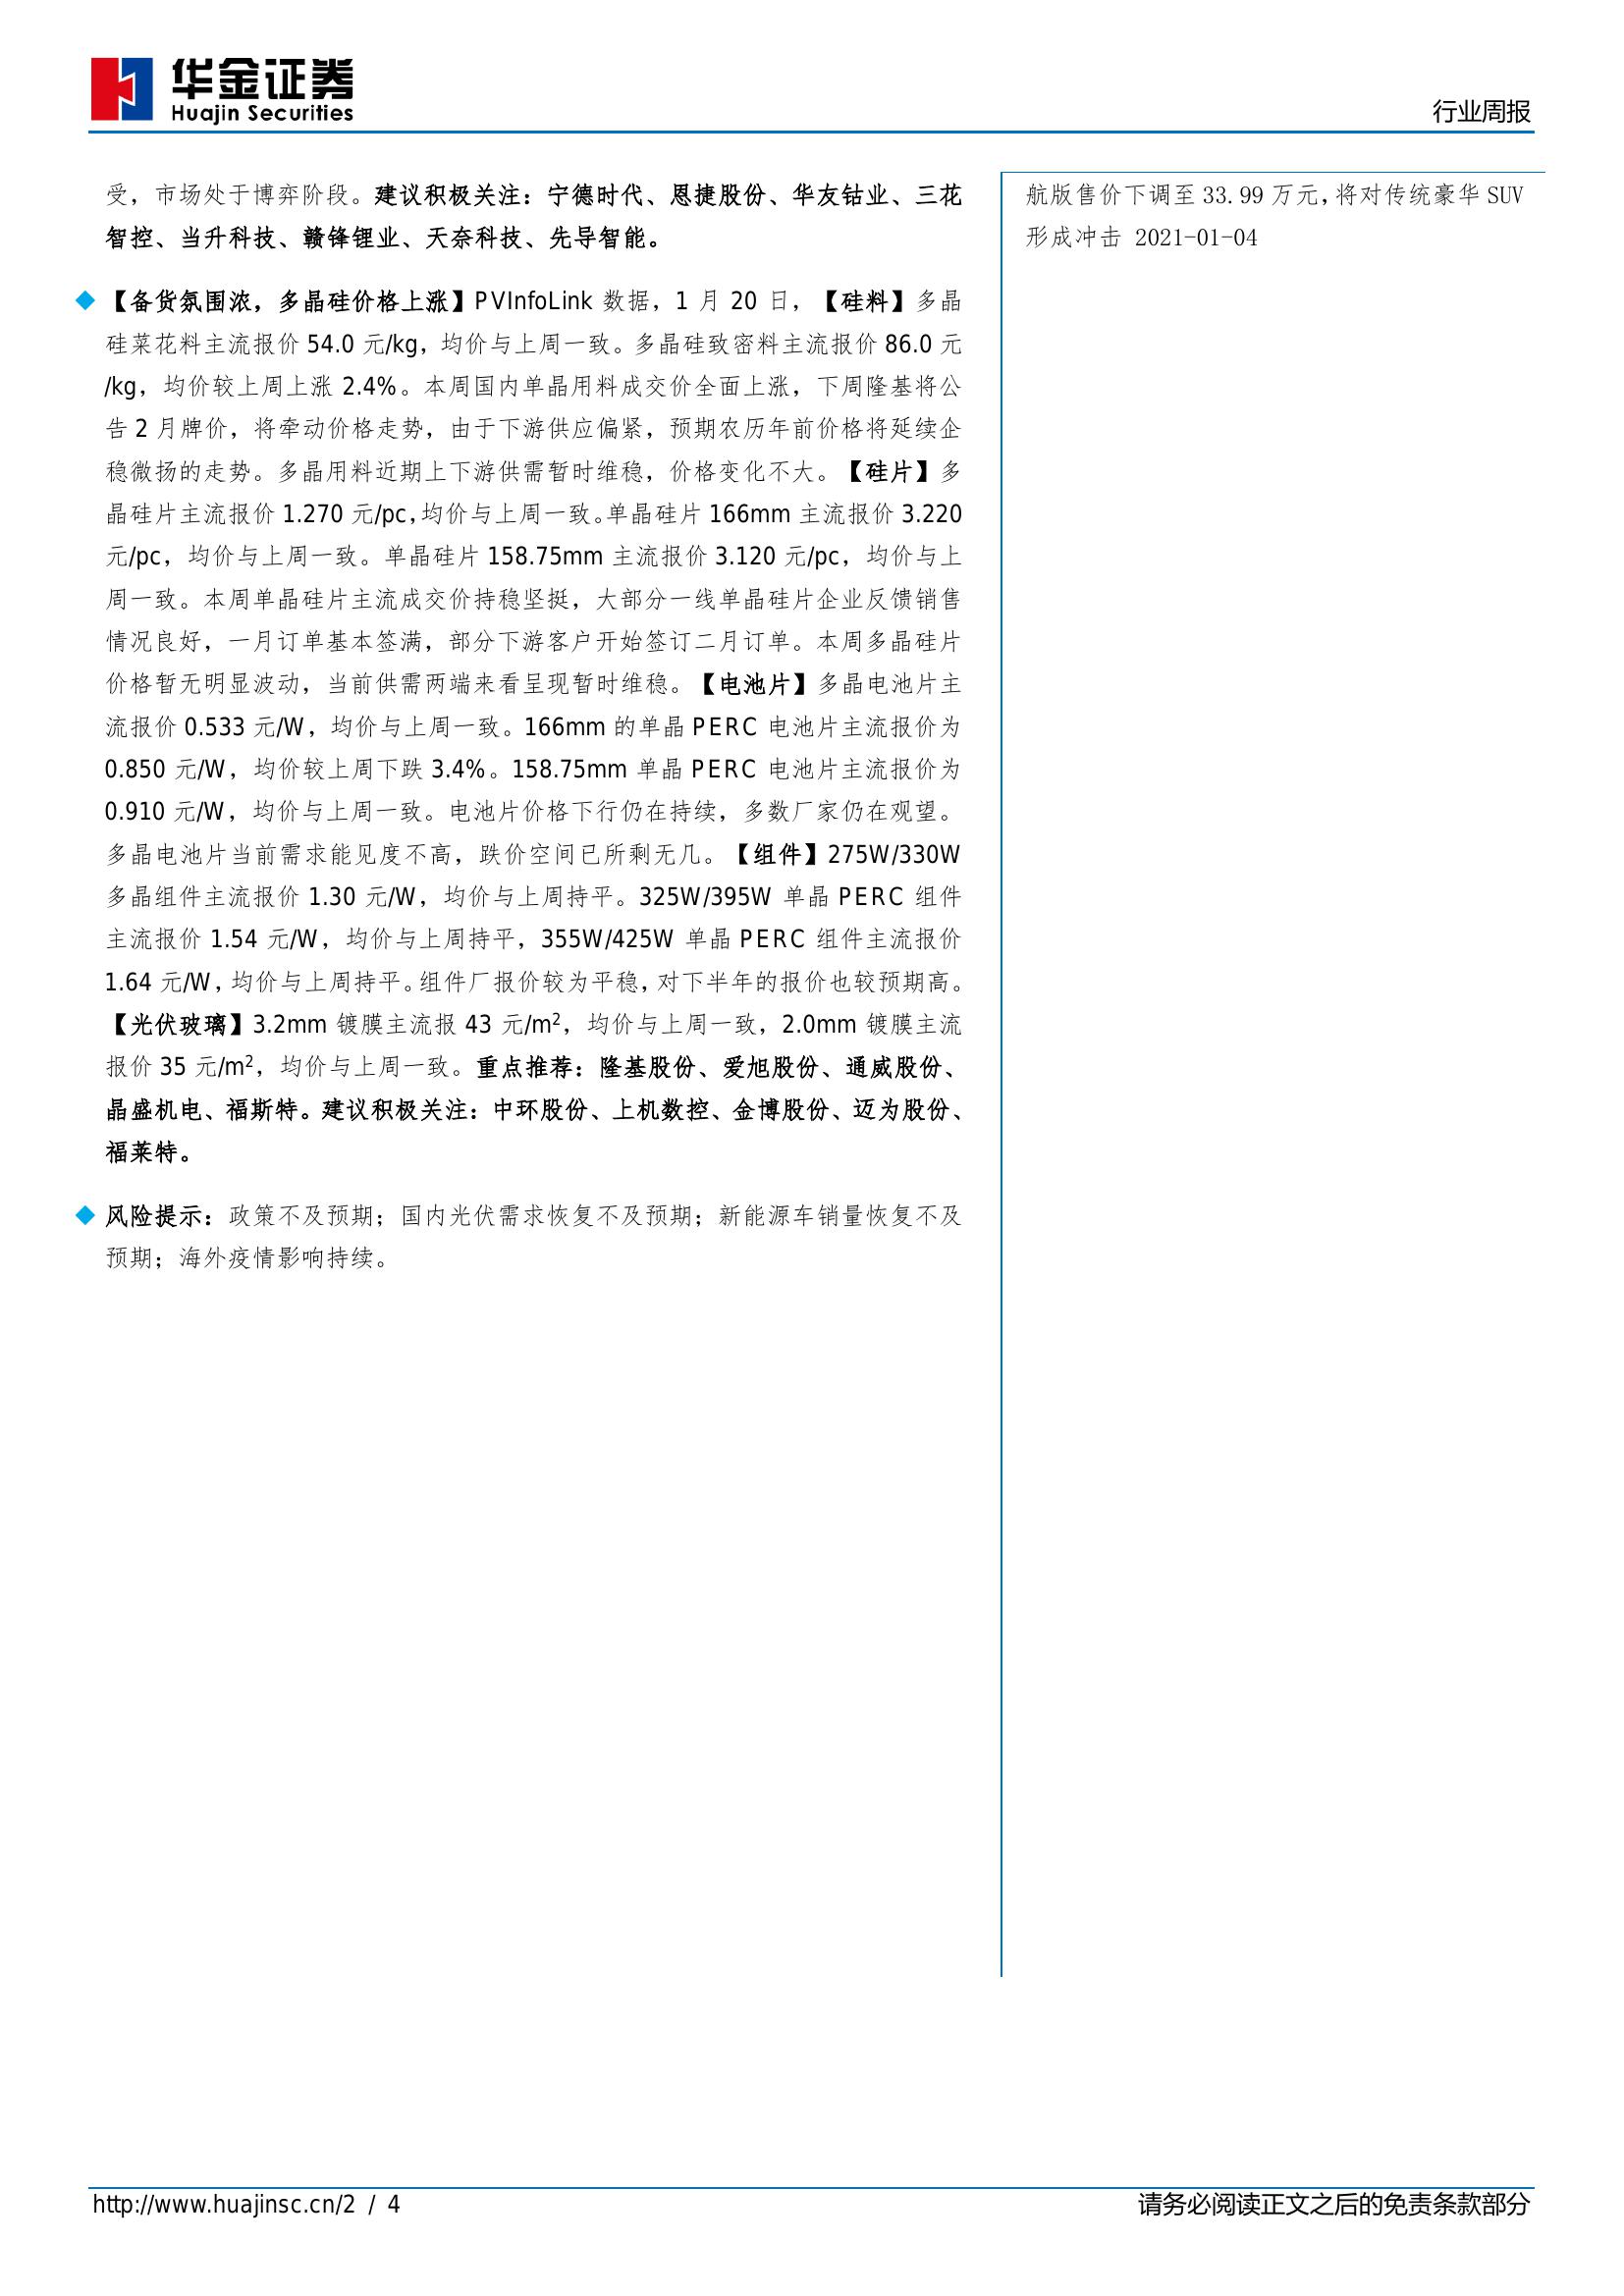 华金证券
Huajin Securities
行业周报
受，市场处于博弈阶段。建议积极关注：宁德时代、恩捷股份、华友钴业、三花
智控、当升科技、赣锋锂业、天奈科技、先导智能。
【备货氛围浓，多晶硅价格上涨】PVInfoLink 数据，1 月 20 日，【硅料】多晶
硅菜花料主流报价 54.0 元/kg，均价与上周一致。多晶硅致密料主流报价 86.0 元
/kg，均价较上周上涨 2.4%。本周国内单晶用料成交价全面上涨，下周隆基将公
告 2 月牌价，将牵动价格走势，由于下游供应偏紧，预期农历年前价格将延续企
稳微扬的走势。多晶用料近期上下游供需暂时维稳，价格变化不大。【硅片】多
晶硅片主流报价 1.270 元/pc，均价与上周一致。单晶硅片 166mm 主流报价 3.220
元/pc，均价与上周一致。单晶硅片 158.75mm 主流报价 3.120 元/pc，均价与上
周一致。本周单晶硅片主流成交价持稳坚挺，大部分一线单晶硅片企业反馈销售
情况良好，一月订单基本签满，部分下游客户开始签订二月订单。本周多晶硅片
价格暂无明显波动，当前供需两端来看呈现暂时维稳。【电池片】多晶电池片主
流报价 0.533 元/W，均价与上周一致。166mm 的单晶 PERC 电池片主流报价为
0.850 元/W，均价较上周下跌 3.4%。158.75mm 单晶 PERC 电池片主流报价为
0.910 元/W，均价与上周一致。电池片价格下行仍在持续，多数厂家仍在观望。
多晶电池片当前需求能见度不高，跌价空间已所剩无几。【组件】275W/330W
多晶组件主流报价 1.30 元/W，均价与上周持平。325W/395W 单晶 PERC 组件
主流报价 1.54 元/W，均价与上周持平，355W/425W 单晶 PERC 组件主流报价
1.64 元/W，均价与上周持平。组件厂报价较为平稳，对下半年的报价也较预期高。
【光伏玻璃】3.2mm 镀膜主流报 43 元/m²，均价与上周一致，2.0mm 镀膜主流
报价 35 元/m²，均价与上周一致。重点推荐：隆基股份、爱旭股份、通威股份、
晶盛机电、福斯特。建议积极关注：中环股份、上机数控、金博股份、迈为股份、
福莱特。
风险提示：政策不及预期；国内光伏需求恢复不及预期；新能源车销量恢复不及
预期；海外疫情影响持续。
航版售价下调至 33.99 万元，将对传统豪华 SUV
形成冲击 2021-01-04
http://www.huajinsc.cn/2 / 4
请务必阅读正文之后的免责条款部分